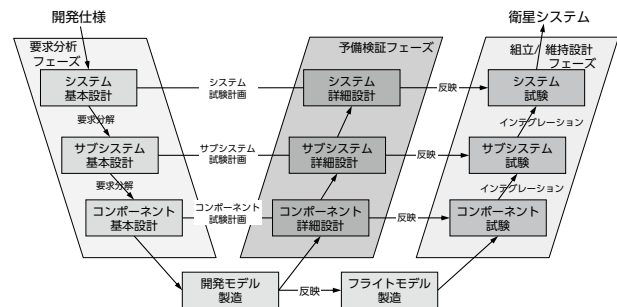 開発仕様
衛星システム
要求分析
フェーズ
予備検証フェーズ
組立/維持設計
フェーズ
システム
基本設計
システム
試験計画
システム
詳細設計
反映
システム
試験
要求分解
インテグレーション
サブシステム
基本設計
サブシステム
試験計画
サブシステム
詳細設計
反映
サブシステム
試験
要求分解
インテグレーション
コンポーネント
基本設計
コンポーネント
試験計画
コンポーネント
詳細設計
反映
コンポーネント
試験
開発モデル
製造
反映
フライトモデル
製造